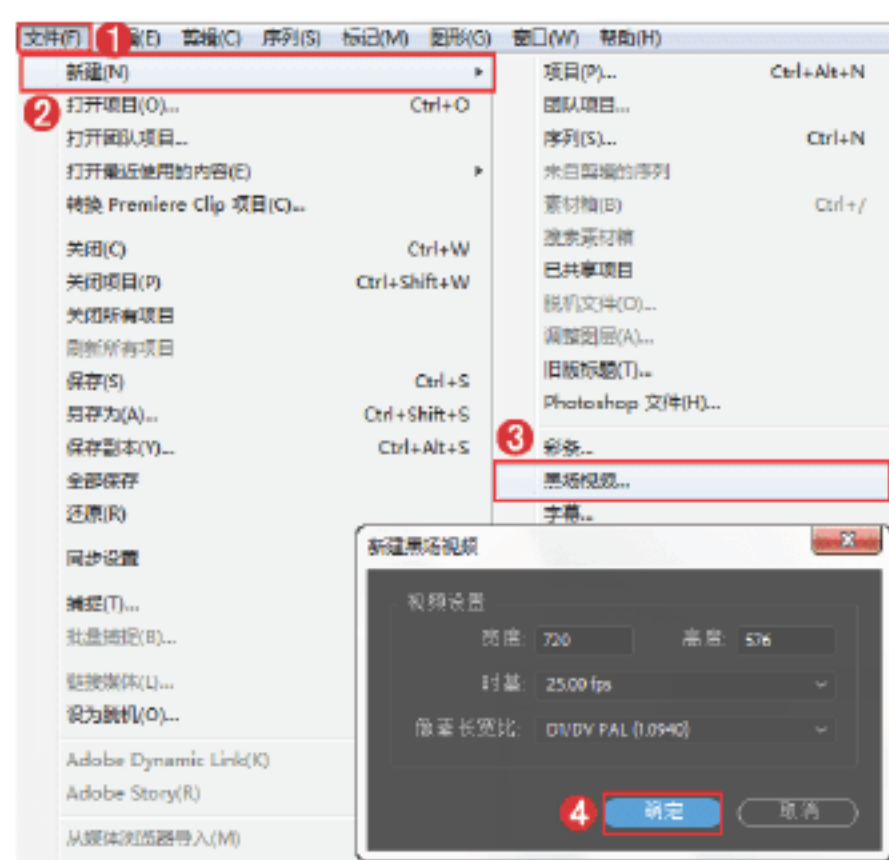 文件(F) 1 辑(E) 剪辑(C) 序列(S) 标记(M) 图形(G) 窗口(W) 帮助(H)
新建(N)
2 打开项目(O)... Ctrl+O
打开团队项目...
打开最近使用的内容(E)
转换 Premiere Clip 项目(C)...
关闭(C) Ctrl+W
关闭项目(P) Ctrl+Shift+W
关闭所有项目
刷新所有项目
保存(S) Ctrl+S
另存为(A)... Ctrl+Shift+S
保存副本(Y)... Ctrl+Alt+S
全部保存
还原(R)
同步设置
捕捉(T)...
批量捕捉(B)...
链接媒体(L)...
设为脱机(O)...
Adobe Dynamic Link(K)
Adobe Story(R)
从媒体浏览器导入(M)
项目(P)... Ctrl+Alt+N
团队项目...
序列(S)... Ctrl+N
来自剪辑的序列
素材箱(B) Ctrl+/
搜索素材箱
已共享项目
脱机文件(O)...
调整图层(A)...
旧版标题(T)...
Photoshop 文件(H)...
3 彩条...
黑场视频...
字幕...
新建黑场视频
视频设置
宽度: 720 高度: 576
时基: 25.00 fps
像素长宽比: D1/DV PAL (1.0940)
4 确定 取消